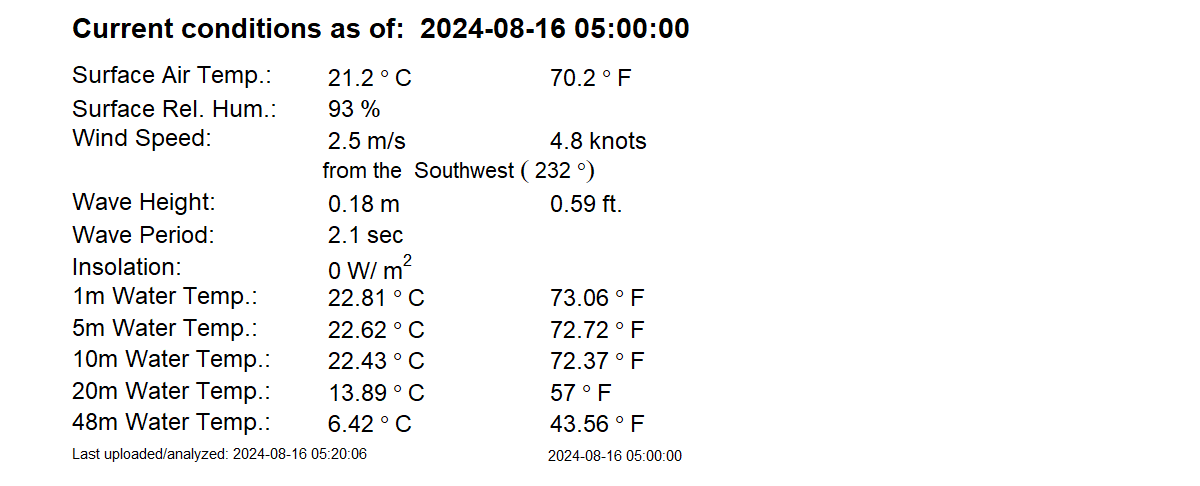 Current conditions as of:  2024-08-16 05:00:00
Surface Air Temp.: 21.2 ° C 70.2 ° F
Surface Rel. Hum.: 93 %
Wind Speed: 2.5 m/s 4.8 knots
from the  Southwest ( 232 °)
Wave Height: 0.18 m 0.59 ft.
Wave Period: 2.1 sec
Insolation: 0 W/ m²
1m Water Temp.: 22.81 ° C 73.06 ° F
5m Water Temp.: 22.62 ° C 72.72 ° F
10m Water Temp.: 22.43 ° C 72.37 ° F
20m Water Temp.: 13.89 ° C 57 ° F
48m Water Temp.: 6.42 ° C 43.56 ° F
Last uploaded/analyzed: 2024-08-16 05:20:06 2024-08-16 05:00:00